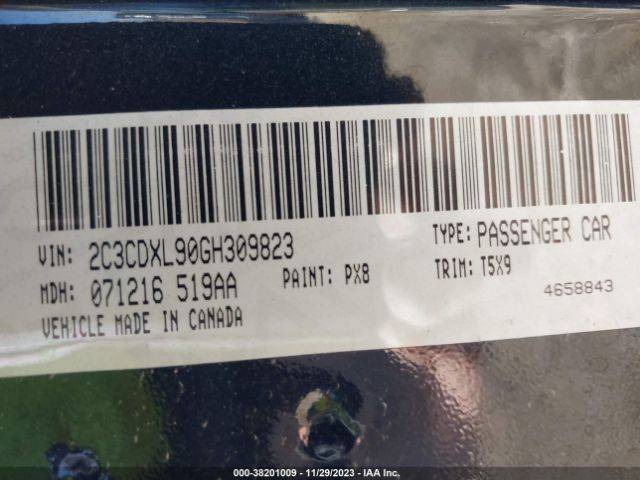 VIN: 2C3CDXL90GH309823 TYPE: PASSENGER CAR
MDH: 071216 519AA PAINT: PX8 TRIM: T5X9
4658843
VEHICLE MADE IN CANADA
000-38201009 - 11/29/2023 - IAA Inc.